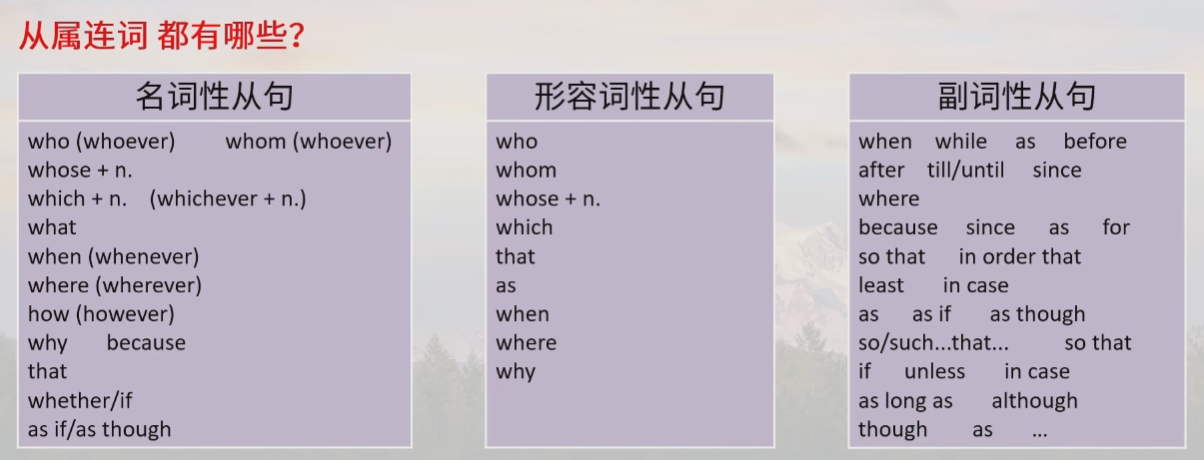 从属连词 都有哪些?
名词性从句
who (whoever) whom (whoever)
whose + n.
which + n. (whichever + n.)
what
when (whenever)
where (wherever)
how (however)
why because
that
whether/if
as if/as though
形容词性从句
who
whom
whose + n.
which
that
as
when
where
why
副词性从句
when while as before
after till/until since
where
because since as for
so that in order that
least in case
as as if as though
so/such...that... so that
if unless in case
as long as although
though as ...